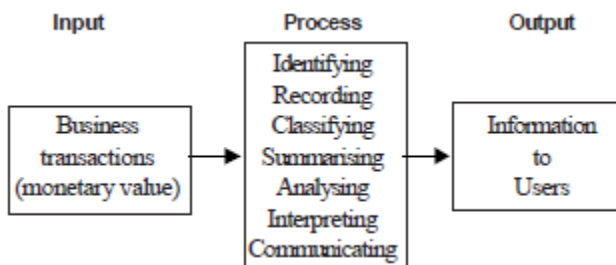 Input
Process
Output
Business
transactions
(monetary value)
Identifying
Recording
Classifying
Summarising
Analysing
Interpreting
Communicating
Information
to
Users